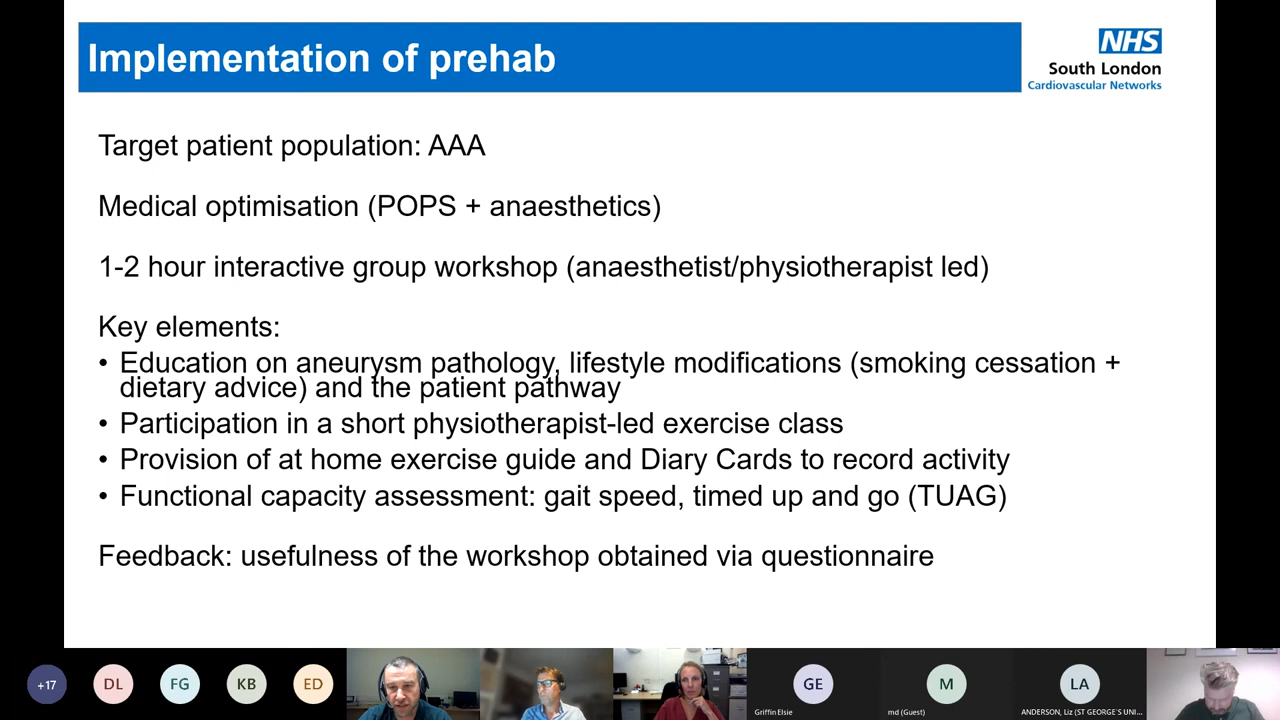 Implementation of prehab
NHS
South London
Cardiovascular Networks
Target patient population: AAA
Medical optimisation (POPS + anaesthetics)
1-2 hour interactive group workshop (anaesthetist/physiotherapist led)
Key elements:
• Education on aneurysm pathology, lifestyle modifications (smoking cessation +
dietary advice) and the patient pathway
• Participation in a short physiotherapist-led exercise class
• Provision of at home exercise guide and Diary Cards to record activity
• Functional capacity assessment: gait speed, timed up and go (TUAG)
Feedback: usefulness of the workshop obtained via questionnaire
+17
DL
FG
KB
ED
GE
Griffin Elsie
M
md (Guest)
LA
ANDERSON, Liz (ST GEORGE'S UNI...